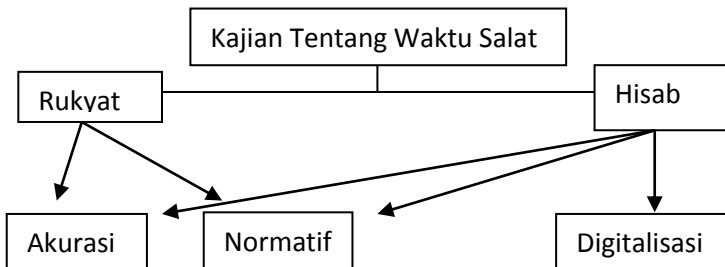 Kajian Tentang Waktu Salat
Rukyat
Hisab
Akurasi
Normatif
Digitalisasi